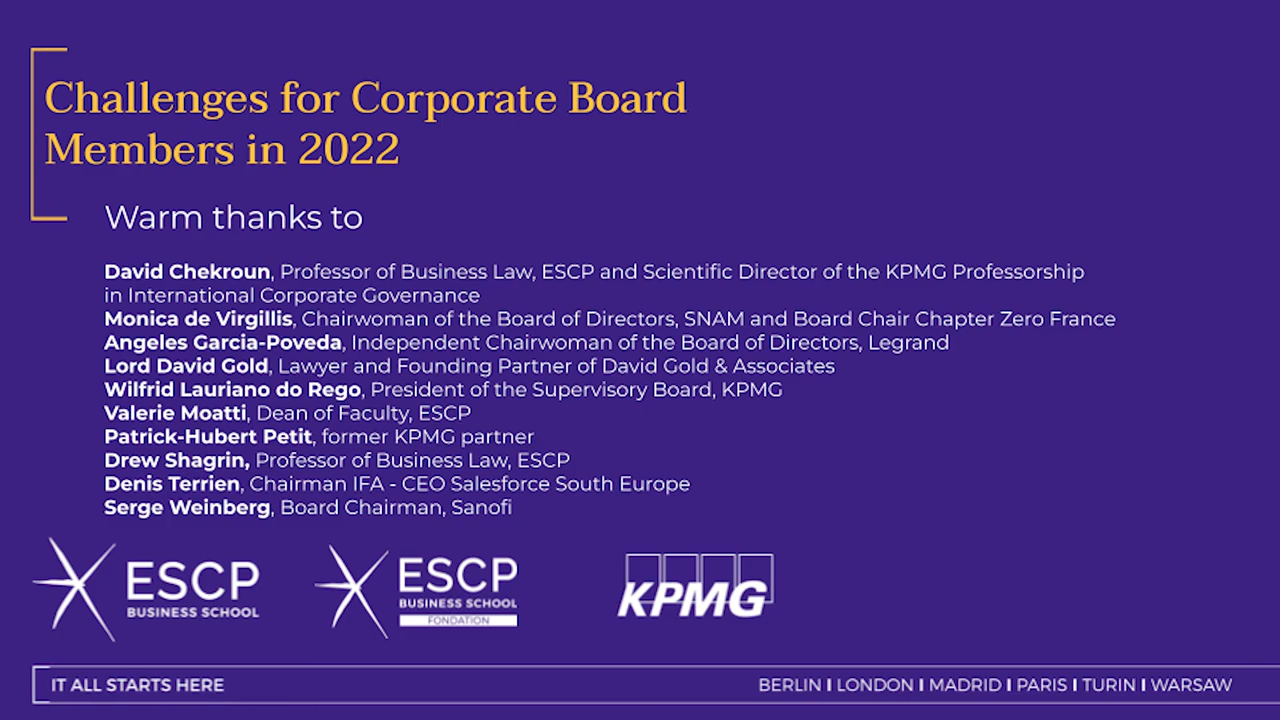 Challenges for Corporate Board
Members in 2022
Warm thanks to
David Chekroun, Professor of Business Law, ESCP and Scientific Director of the KPMG Professorship
in International Corporate Governance
Monica de Virgillis, Chairwoman of the Board of Directors, SNAM and Board Chair Chapter Zero France
Angeles Garcia-Poveda, Independent Chairwoman of the Board of Directors, Legrand
Lord David Gold, Lawyer and Founding Partner of David Gold & Associates
Wilfrid Lauriano do Rego, President of the Supervisory Board, KPMG
Valerie Moatti, Dean of Faculty, ESCP
Patrick-Hubert Petit, former KPMG partner
Drew Shagrin, Professor of Business Law, ESCP
Denis Terrien, Chairman IFA - CEO Salesforce South Europe
Serge Weinberg, Board Chairman, Sanofi
ESCP
BUSINESS SCHOOL
ESCP
BUSINESS SCHOOL
FONDATION
KPMG
IT ALL STARTS HERE
BERLIN I LONDON I MADRID I PARIS I TURIN I WARSAW